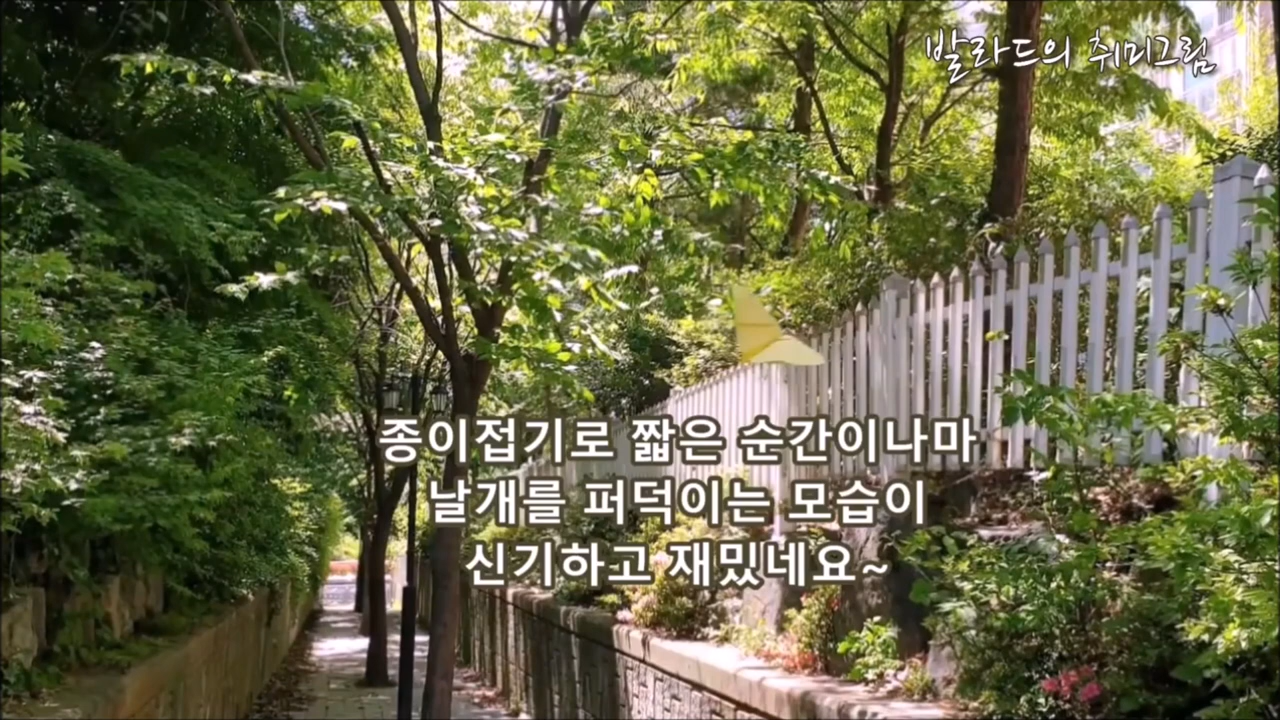 발라드의 취미그림
종이접기로 짧은 순간이나마
날개를 퍼덕이는 모습이
신기하고 재밌네요~